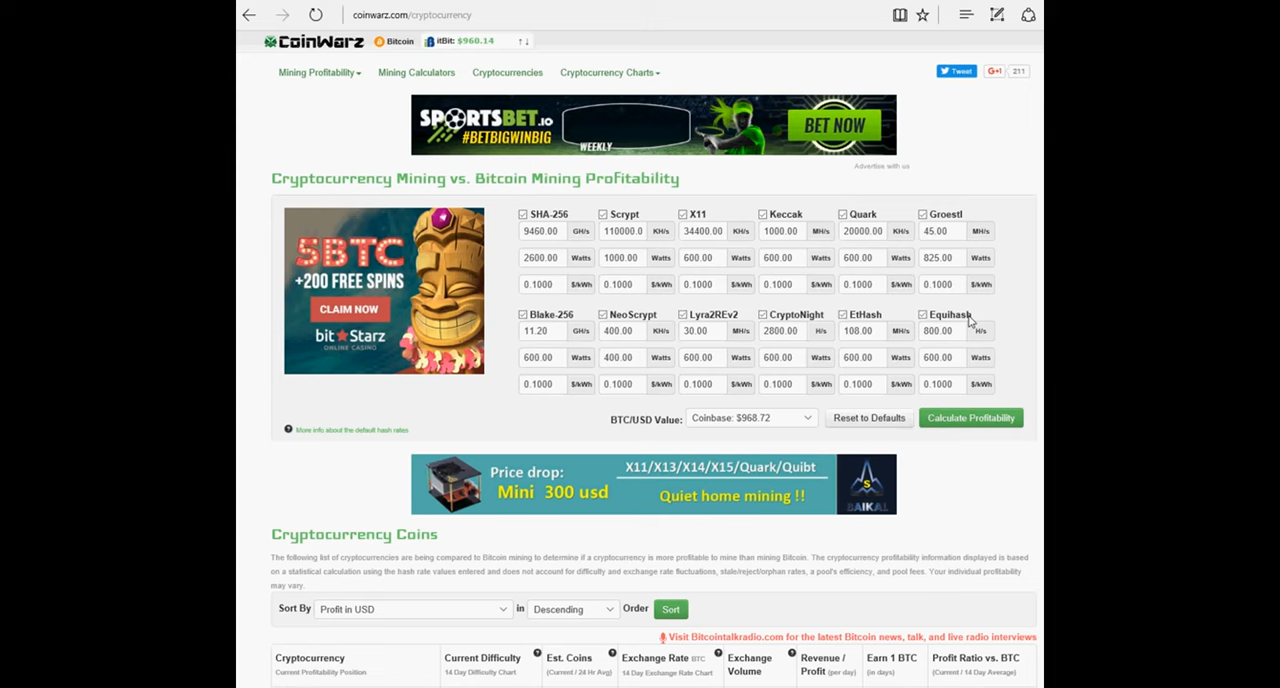 coinwarz.com/cryptocurrency
CoinWarz Bitcoin itBit: $960.14 ↑↓
Mining Profitability Mining Calculators Cryptocurrencies Cryptocurrency Charts
Tweet G+1 211
SPORTSBET.io
#BETBIGWINBIG
WEEKLY
BET NOW
Advertise with us
Cryptocurrency Mining vs. Bitcoin Mining Profitability
5BTC
+200 FREE SPINS
CLAIM NOW
bitStarz
ONLINE CASINO
SHA-256 Scrypt X11 Keccak Quark Groestl
9460.00 GH/s 110000.0 KH/s 34400.00 KH/s 1000.00 MH/s 20000.00 KH/s 45.00 MH/s
2600.00 Watts 1000.00 Watts 600.00 Watts 600.00 Watts 600.00 Watts 825.00 Watts
0.1000 $/kWh 0.1000 $/kWh 0.1000 $/kWh 0.1000 $/kWh 0.1000 $/kWh 0.1000 $/kWh
Blake-256 NeoScrypt Lyra2REv2 CryptoNight EtHash Equihash
11.20 GH/s 400.00 KH/s 30.00 MH/s 2800.00 H/s 108.00 MH/s 800.00 H/s
600.00 Watts 400.00 Watts 600.00 Watts 600.00 Watts 600.00 Watts 600.00 Watts
0.1000 $/kWh 0.1000 $/kWh 0.1000 $/kWh 0.1000 $/kWh 0.1000 $/kWh 0.1000 $/kWh
BTC/USD Value: Coinbase: $968.72 Reset to Defaults Calculate Profitability
More info about the default hash rates
Price drop:
Mini 300 usd
X11/X13/X14/X15/Quark/Quibt
Quiet home mining !!
BAIKAL
Cryptocurrency Coins
The following list of cryptocurrencies are being compared to Bitcoin mining to determine if a cryptocurrency is more profitable to mine than mining Bitcoin. The cryptocurrency profitability information displayed is based
on a statistical calculation using the hash rate values entered and does not account for difficulty and exchange rate fluctuations, stale/reject/orphan rates, a pool's efficiency, and pool fees. Your individual profitability
may vary.
Sort By Profit in USD in Descending Order Sort
Visit Bitcointalkradio.com for the latest Bitcoin news, talk, and live radio interviews
Cryptocurrency Current Difficulty Est. Coins Exchange Rate BTC Exchange Volume Revenue / Profit (per day) Earn 1 BTC (in days) Profit Ratio vs. BTC
Current Profitability Position 14 Day Difficulty Chart (Current / 24 Hr Avg) 14 Day Exchange Rate Chart (Current / 14 Day Average)